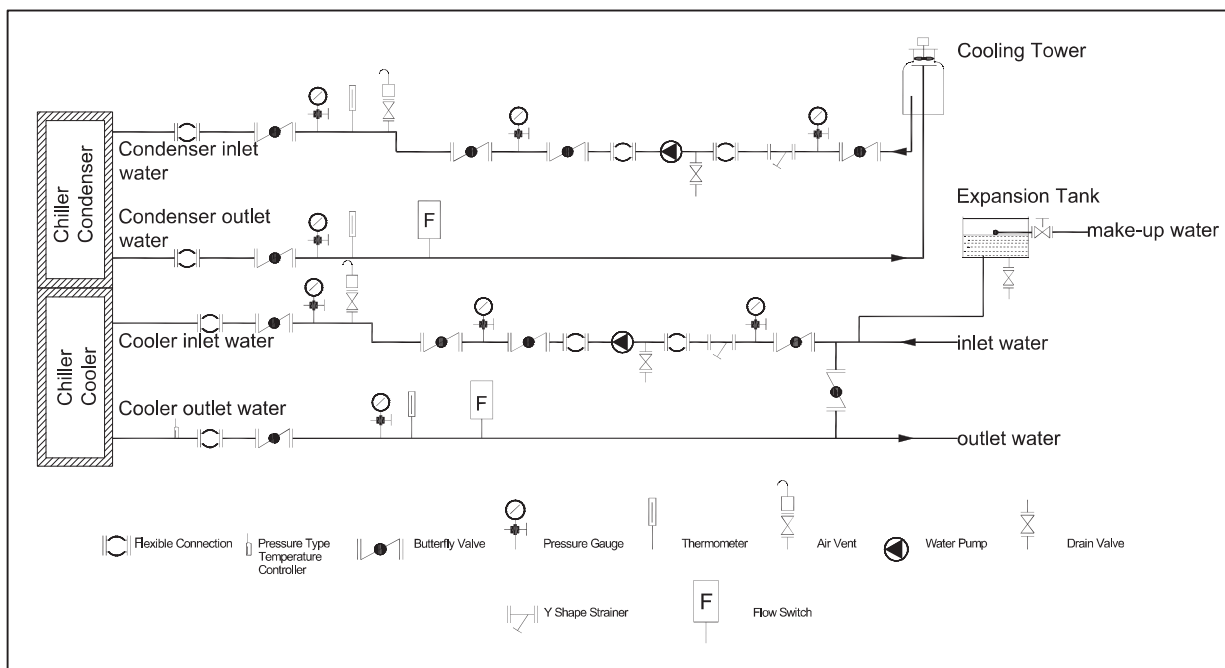 Cooling Tower
Chiller
Condenser
Condenser inlet
water
F
Condenser outlet
water
Expansion Tank
make-up water
Chiller
Cooler
Cooler inlet water
inlet water
F
Cooler outlet water
outlet water
Flexible Connection
Pressure Type
Temperature
Controller
Butterfly Valve
Pressure Gauge
Thermometer
Air Vent
Water Pump
Drain Valve
Y Shape Strainer
F
Flow Switch